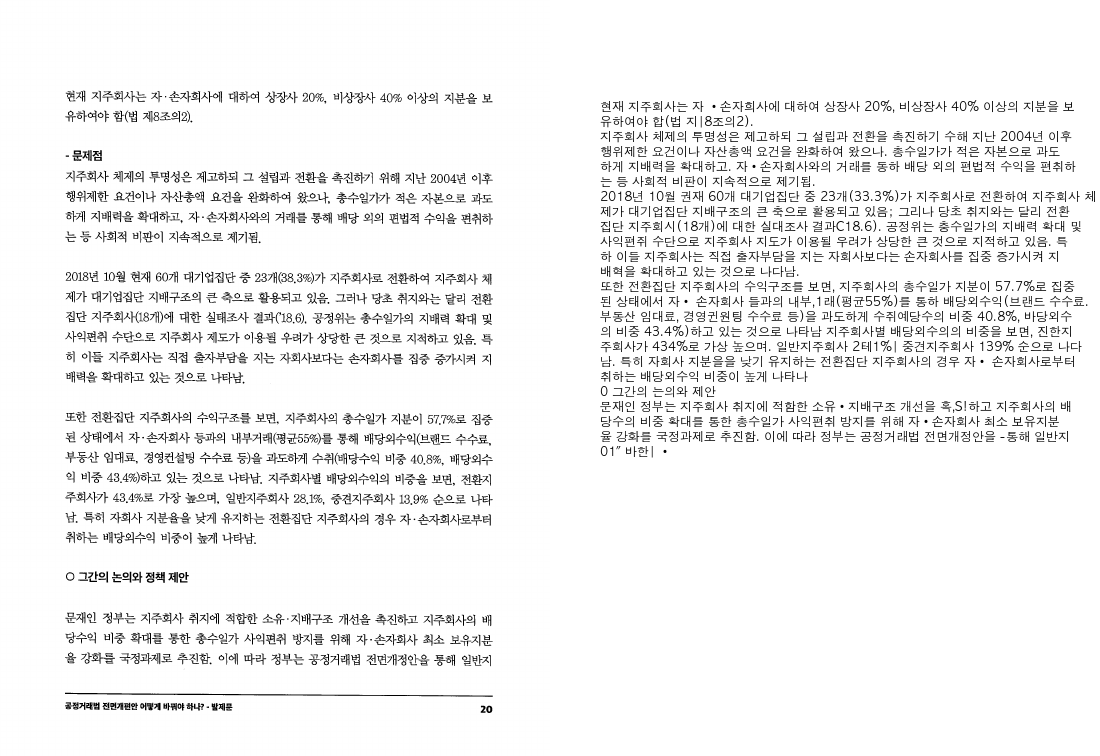 현재 지주회사는 자·손자회사에 대하여 상장사 20%, 비상장사 40% 이상의 지분을 보
유하여야 함(법 제8조의2).
- 문제점
지주회사 체제의 투명성은 제고하되 그 설립과 전환을 촉진하기 위해 지난 2004년 이후
행위제한 요건이나 자산총액 요건을 완화하여 왔으나, 총수일가가 적은 자본으로 과도
하게 지배력을 확대하고, 자·손자회사와의 거래를 통해 배당 외의 편법적 수익을 편취하
는 등 사회적 비판이 지속적으로 제기됨.
2018년 10월 현재 60개 대기업집단 중 23개(38.3%)가 지주회사로 전환하여 지주회사 체
제가 대기업집단 지배구조의 큰 축으로 활용되고 있음. 그러나 당초 취지와는 달리 전환
집단 지주회사(18개)에 대한 실태조사 결과('18.6). 공정위는 총수일가의 지배력 확대 및
사익편취 수단으로 지주회사 제도가 이용될 우려가 상당한 것으로 지적하고 있음. 특
히 이들 지주회사는 직접 출자부담을 지는 자회사보다는 손자회사를 집중 증가시켜 지
배력을 확대하고 있는 것으로 나타남.
또한 전환집단 지주회사의 수익구조를 보면, 지주회사의 총수일가 지분이 57.7%로 집중
된 상태에서 자·손자회사 등과의 내부거래(평균55%)를 통해 배당외수익(브랜드 수수료,
부동산 임대료, 경영컨설팅 수수료 등)을 과도하게 수취(배당수익 비중 40.8%, 배당외수
익 비중 43.4%)하고 있는 것으로 나타남. 지주회사별 배당외수익의 비중을 보면, 전환지
주회사가 43.4%로 가장 높으며, 일반지주회사 28.1%, 중견지주회사 13.9% 순으로 나타
남. 특히 자회사 지분율을 낮게 유지하는 전환집단 지주회사의 경우 자·손자회사로부터
취하는 배당외수익 비중이 높게 나타남.
○ 그간의 논의와 정책 제안
문재인 정부는 지주회사 취지에 적합한 소유·지배구조 개선을 촉진하고 지주회사의 배
당수익 비중 확대를 통한 총수일가 사익편취 방지를 위해 자·손자회사 최소 보유지분
율 강화를 국정과제로 추진함. 이에 따라 정부는 공정거래법 전면개정안을 통해 일반지
공정거래법 전면개편안 어떻게 바꿔야 하나? - 발제문
20
현재 지주희사는 자 •손자희사에 대하여 상장사 20%, 비상장사 40% 이상의 지분을 보
유하여야 합(법 지|8조의2).
지주회사 체제의 투명성은 제고하되 그 설립과 전환을 촉진하기 수해 지난 2004년 이후
행위제한 요건이나 자산총액 요건을 완화하여 왔으나. 총수일가가 적은 자본으로 과도
하게 지배력을 확대하고. 자•손자회사와의 거래를 동하 배당 외의 편법적 수익을 편취하
는 등 사회적 비판이 지속적으로 제기됨.
2018년 10월 권재 60개 대기업집단 중 23개(33.3%)가 지주회사로 전환하여 지주회사 체
제가 대기업집단 지배구조의 큰 축으로 활용되고 있음; 그리나 당초 취지와는 달리 전환
집단 지주회시(18개)에 대한 실대조사 결과C18.6). 공정위는 총수일가의 지배력 확대 및
사익편취 수단으로 지주회사 지도가 이용될 우려가 상당한 큰 것으로 지적하고 있음. 특
하 이들 지주회사는 직접 출자부담을 지는 자회사보다는 손자회사를 집중 증가시켜 지
배혁을 확대하고 있는 것으로 나다남.
또한 전환집단 지주회사의 수익구조를 보면, 지주회사의 총수일가 지분이 57.7%로 집중
된 상태에서 자• 손자회사 들과의 내부,1래(평균55%)를 통하 배당외수익(브랜드 수수료.
부동산 임대료, 경영귄원팅 수수료 등)을 과도하게 수쥐예당수의 비중 40.8%, 바당외수
의 비중 43.4%)하고 있는 것으로 나타남 지주회사별 배당외수의의 비중을 보면, 진한지
주회사가 434%로 가상 높으며. 일반지주회사 2테1%| 중견지주회사 139% 순으로 나다
남. 특히 자회사 지분을을 낮기 유지하는 전환집단 지주회사의 경우 자• 손자회사로부터
취하는 배당외수익 비중이 높게 나타나
0 그간의 논의와 제안
문재인 정부는 지주회사 취지에 적함한 소유•지배구조 개선을 혹,S!하고 지주회사의 배
당수의 비중 확대를 통한 총수일가 사익편취 방지를 위해 자•손자회사 최소 보유지분
율 강화를 국정과제로 추진함. 이에 따라 정부는 공정거래법 전면개정안을 -통해 일반지
01″ 바한| •